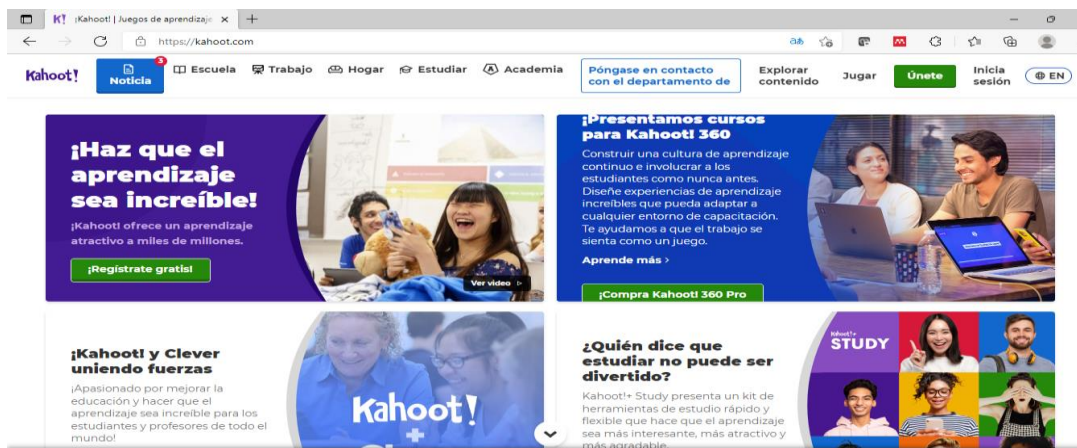 K! ¡Kahoot! | Juegos de aprendizaje
https://kahoot.com
Kahoot!
3
Noticia
Escuela
Trabajo
Hogar
Estudiar
Academia
Póngase en contacto
con el departamento de
Explorar
contenido
Jugar
Únete
Inicia
sesión
EN
¡Haz que el
aprendizaje
sea increíble!
¡Kahoot! ofrece un aprendizaje
atractivo a miles de millones.
¡Regístrate gratis!
Ver video
¡Presentamos cursos
para Kahoot! 360
Construir una cultura de aprendizaje
continuo e involucrar a los
estudiantes como nunca antes.
Diseñe experiencias de aprendizaje
increíbles que pueda adaptar a
cualquier entorno de capacitación.
Te ayudamos a que el trabajo se
sienta como un juego.
Aprende más >
¡Compra Kahoot! 360 Pro
¡Kahoot! y Clever
uniendo fuerzas
¡Apasionado por mejorar la
educación y hacer que el
aprendizaje sea increíble para los
estudiantes y profesores de todo el
mundo!
Kahoot!
+
¿Quién dice que
estudiar no puede ser
divertido?
Kahoot!+ Study presenta un kit de
herramientas de estudio rápido y
flexible que hace que el aprendizaje
sea más interesante, más atractivo y
más agradable
Kahoot!+
STUDY